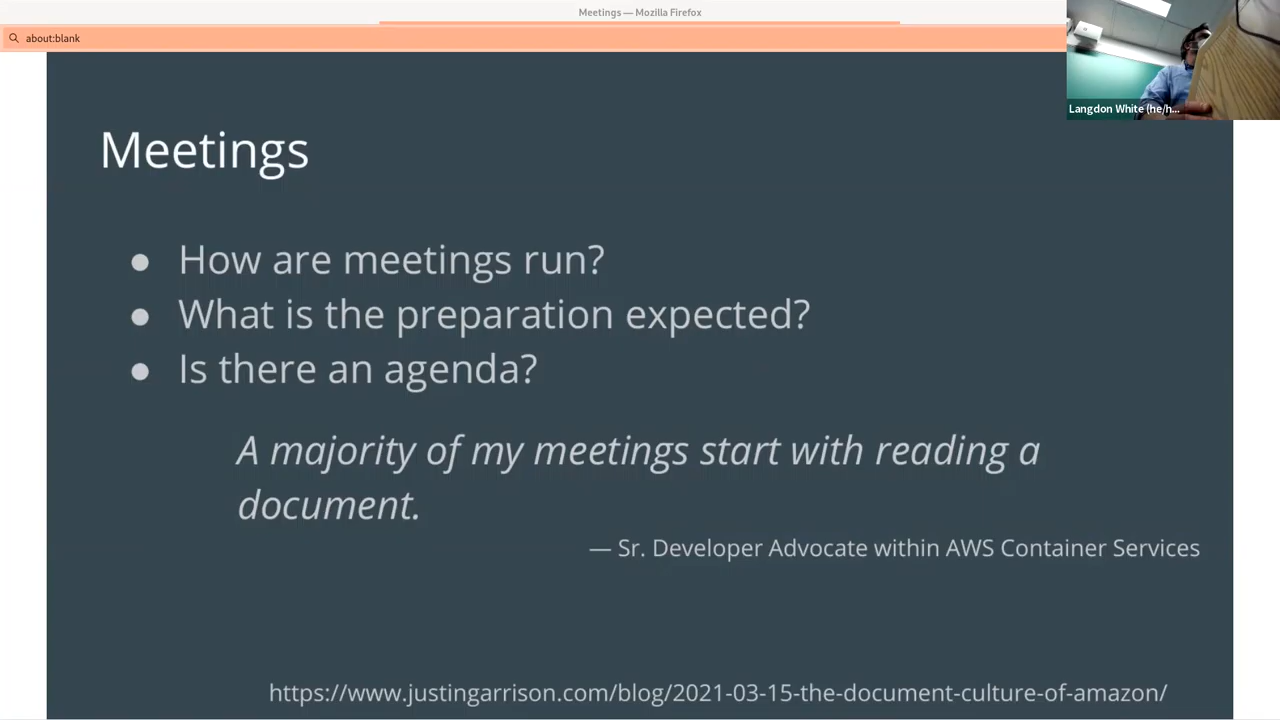 Meetings — Mozilla Firefox
about:blank
Langdon White (he/h...
Meetings
● How are meetings run?
● What is the preparation expected?
● Is there an agenda?
A majority of my meetings start with reading a
document.
— Sr. Developer Advocate within AWS Container Services
https://www.justingarrison.com/blog/2021-03-15-the-document-culture-of-amazon/